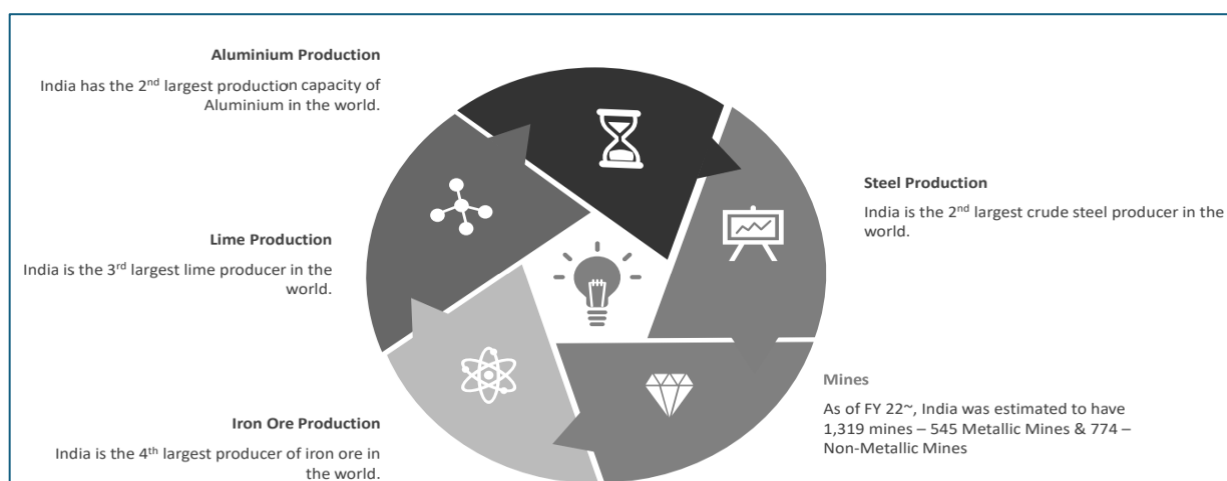 Aluminium Production
India has the 2nd largest production capacity of
Aluminium in the world.
Steel Production
India is the 2nd largest crude steel producer in the
world.
Lime Production
India is the 3rd largest lime producer in the
world.
Mines
As of FY 22~, India was estimated to have
1,319 mines – 545 Metallic Mines & 774 –
Non-Metallic Mines
Iron Ore Production
India is the 4th largest producer of iron ore in
the world.